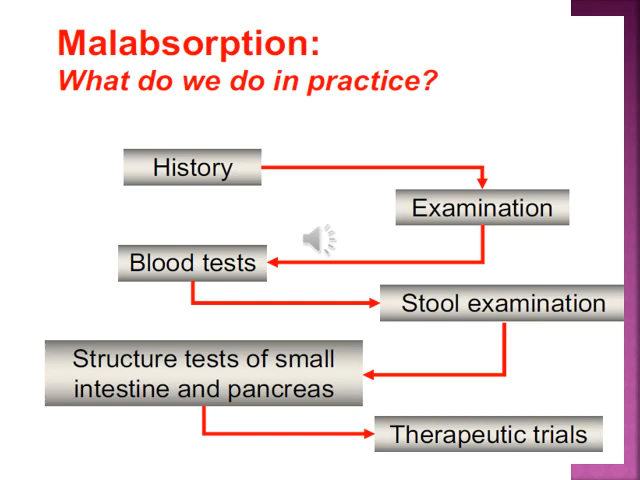 Malabsorption:
What do we do in practice?
History
Examination
Blood tests
Stool examination
Structure tests of small
intestine and pancreas
Therapeutic trials